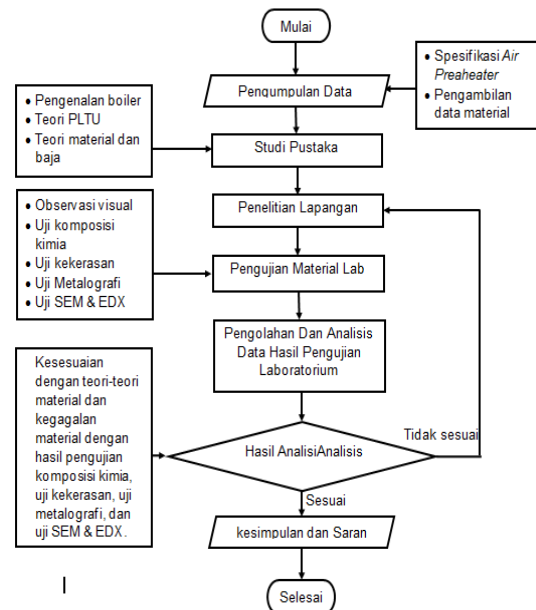 Mulai
• Spesifikasi Air
Preaheater
• Pengambilan
data material
Pengumpulan Data
• Pengenalan boiler
• Teori PLTU
• Teori material dan
baja
Studi Pustaka
• Observasi visual
• Uji komposisi
kimia
• Uji kekerasan
• Uji Metalografi
• Uji SEM & EDX
Penelitian Lapangan
Pengujian Material Lab
Pengolahan Dan Analisis
Data Hasil Pengujian
Laboratorium
Kesesuaian
dengan teori-teori
material dan
kegagalan
material dengan
hasil pengujian
komposisi kimia,
uji kekerasan, uji
metalografi, dan
uji SEM & EDX.
Hasil AnalisiAnalisis
Tidak sesuai
Sesuai
kesimpulan dan Saran
Selesai